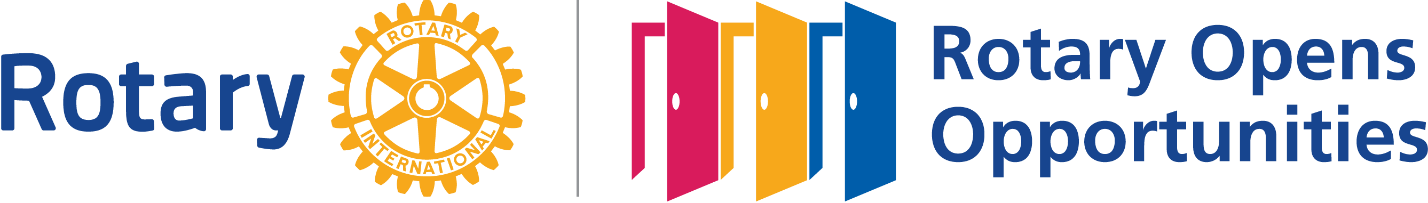 Rotary
ROTARY
INTERNATIONAL
Rotary Opens
Opportunities